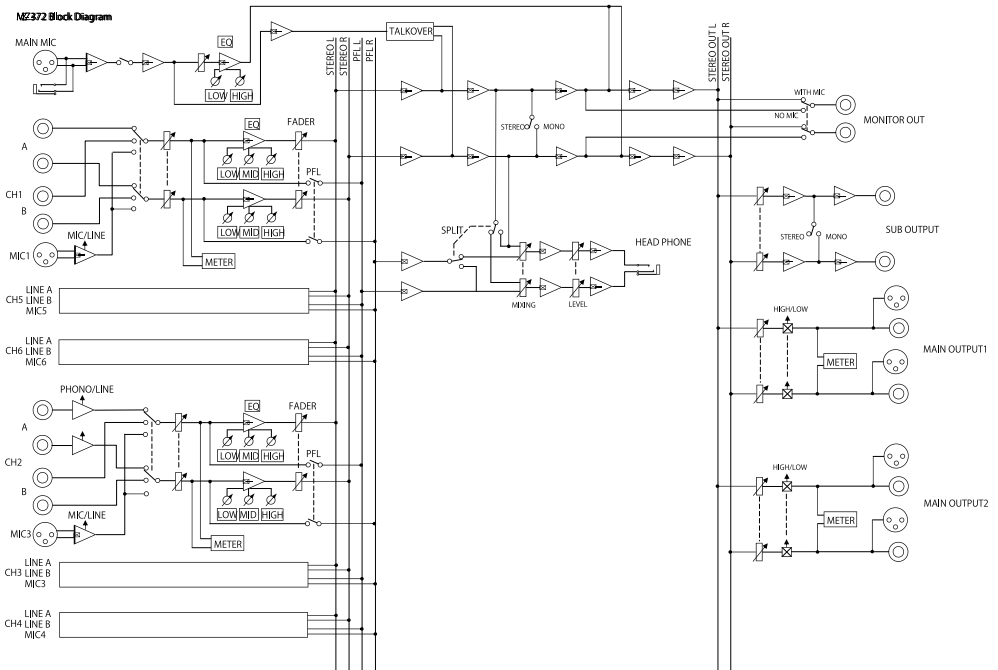 MZ372 Block Diagram
MAIN MIC
EQ
LOW HIGH
TALKOVER
STEREO L
STEREO R
PFL L
PFL R
STEREO OUT L
STEREO OUT R
STEREO MONO
WITH MIC
NO MIC
MONITOR OUT
A
CH1
B
MIC1
MIC/LINE
EQ
LOW MID HIGH
FADER
PFL
LOW MID HIGH
METER
SPLIT
MIXING
LEVEL
HEAD PHONE
STEREO MONO
SUB OUTPUT
LINE A
CH5 LINE B
MIC5
LINE A
CH6 LINE B
MIC6
HIGH/LOW
METER
MAIN OUTPUT1
PHONO/LINE
A
CH2
B
MIC3
MIC/LINE
EQ
LOW MID HIGH
FADER
PFL
LOW MID HIGH
METER
HIGH/LOW
METER
MAIN OUTPUT2
LINE A
CH3 LINE B
MIC3
LINE A
CH4 LINE B
MIC4